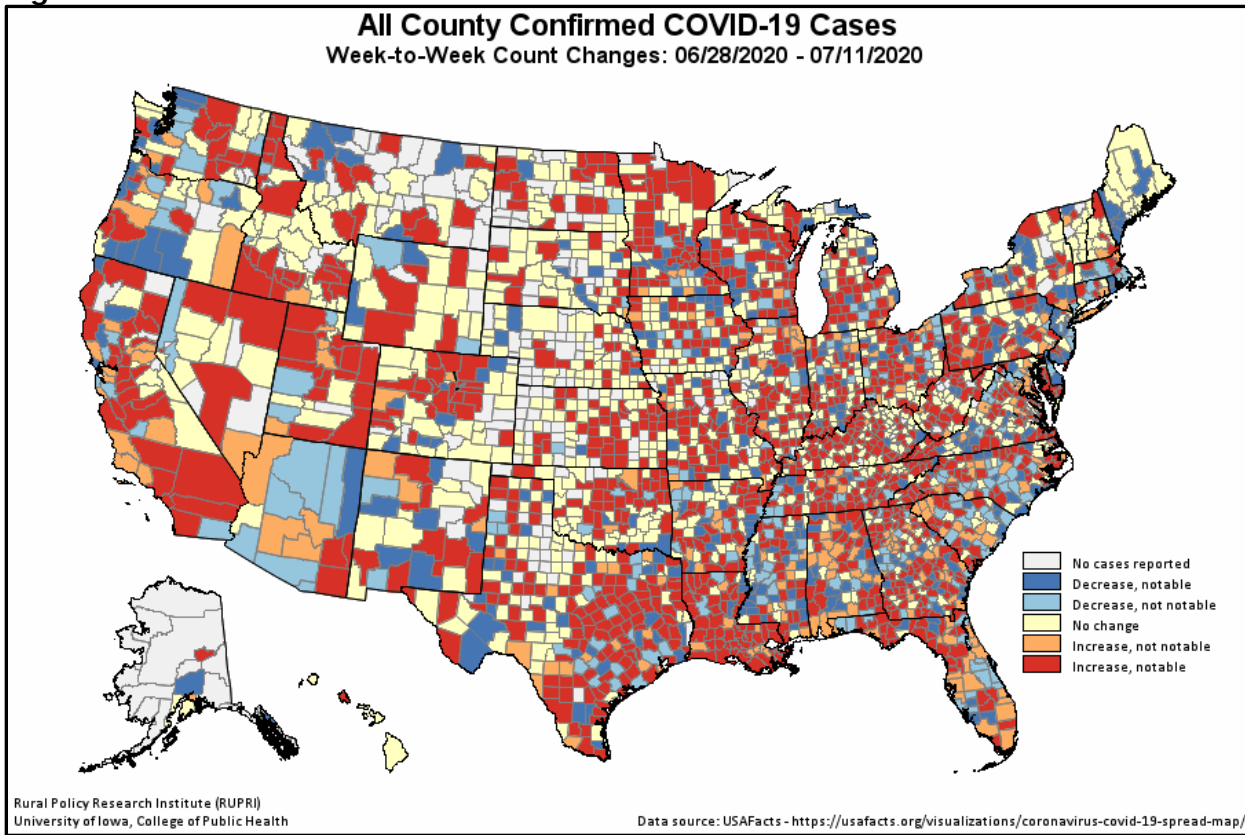 All County Confirmed COVID-19 Cases
Week-to-Week Count Changes: 06/28/2020 - 07/11/2020
No cases reported
Decrease, notable
Decrease, not notable
No change
Increase, not notable
Increase, notable
Rural Policy Research Institute (RUPRI)
University of Iowa, College of Public Health
Data source: USAFacts - https://usafacts.org/visualizations/coronavirus-covid-19-spread-map/